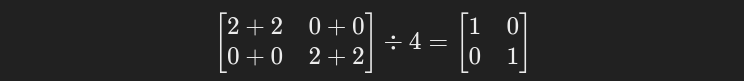 [2 + 2  0 + 0
0 + 0  2 + 2] ÷ 4 = [1  0
0  1]